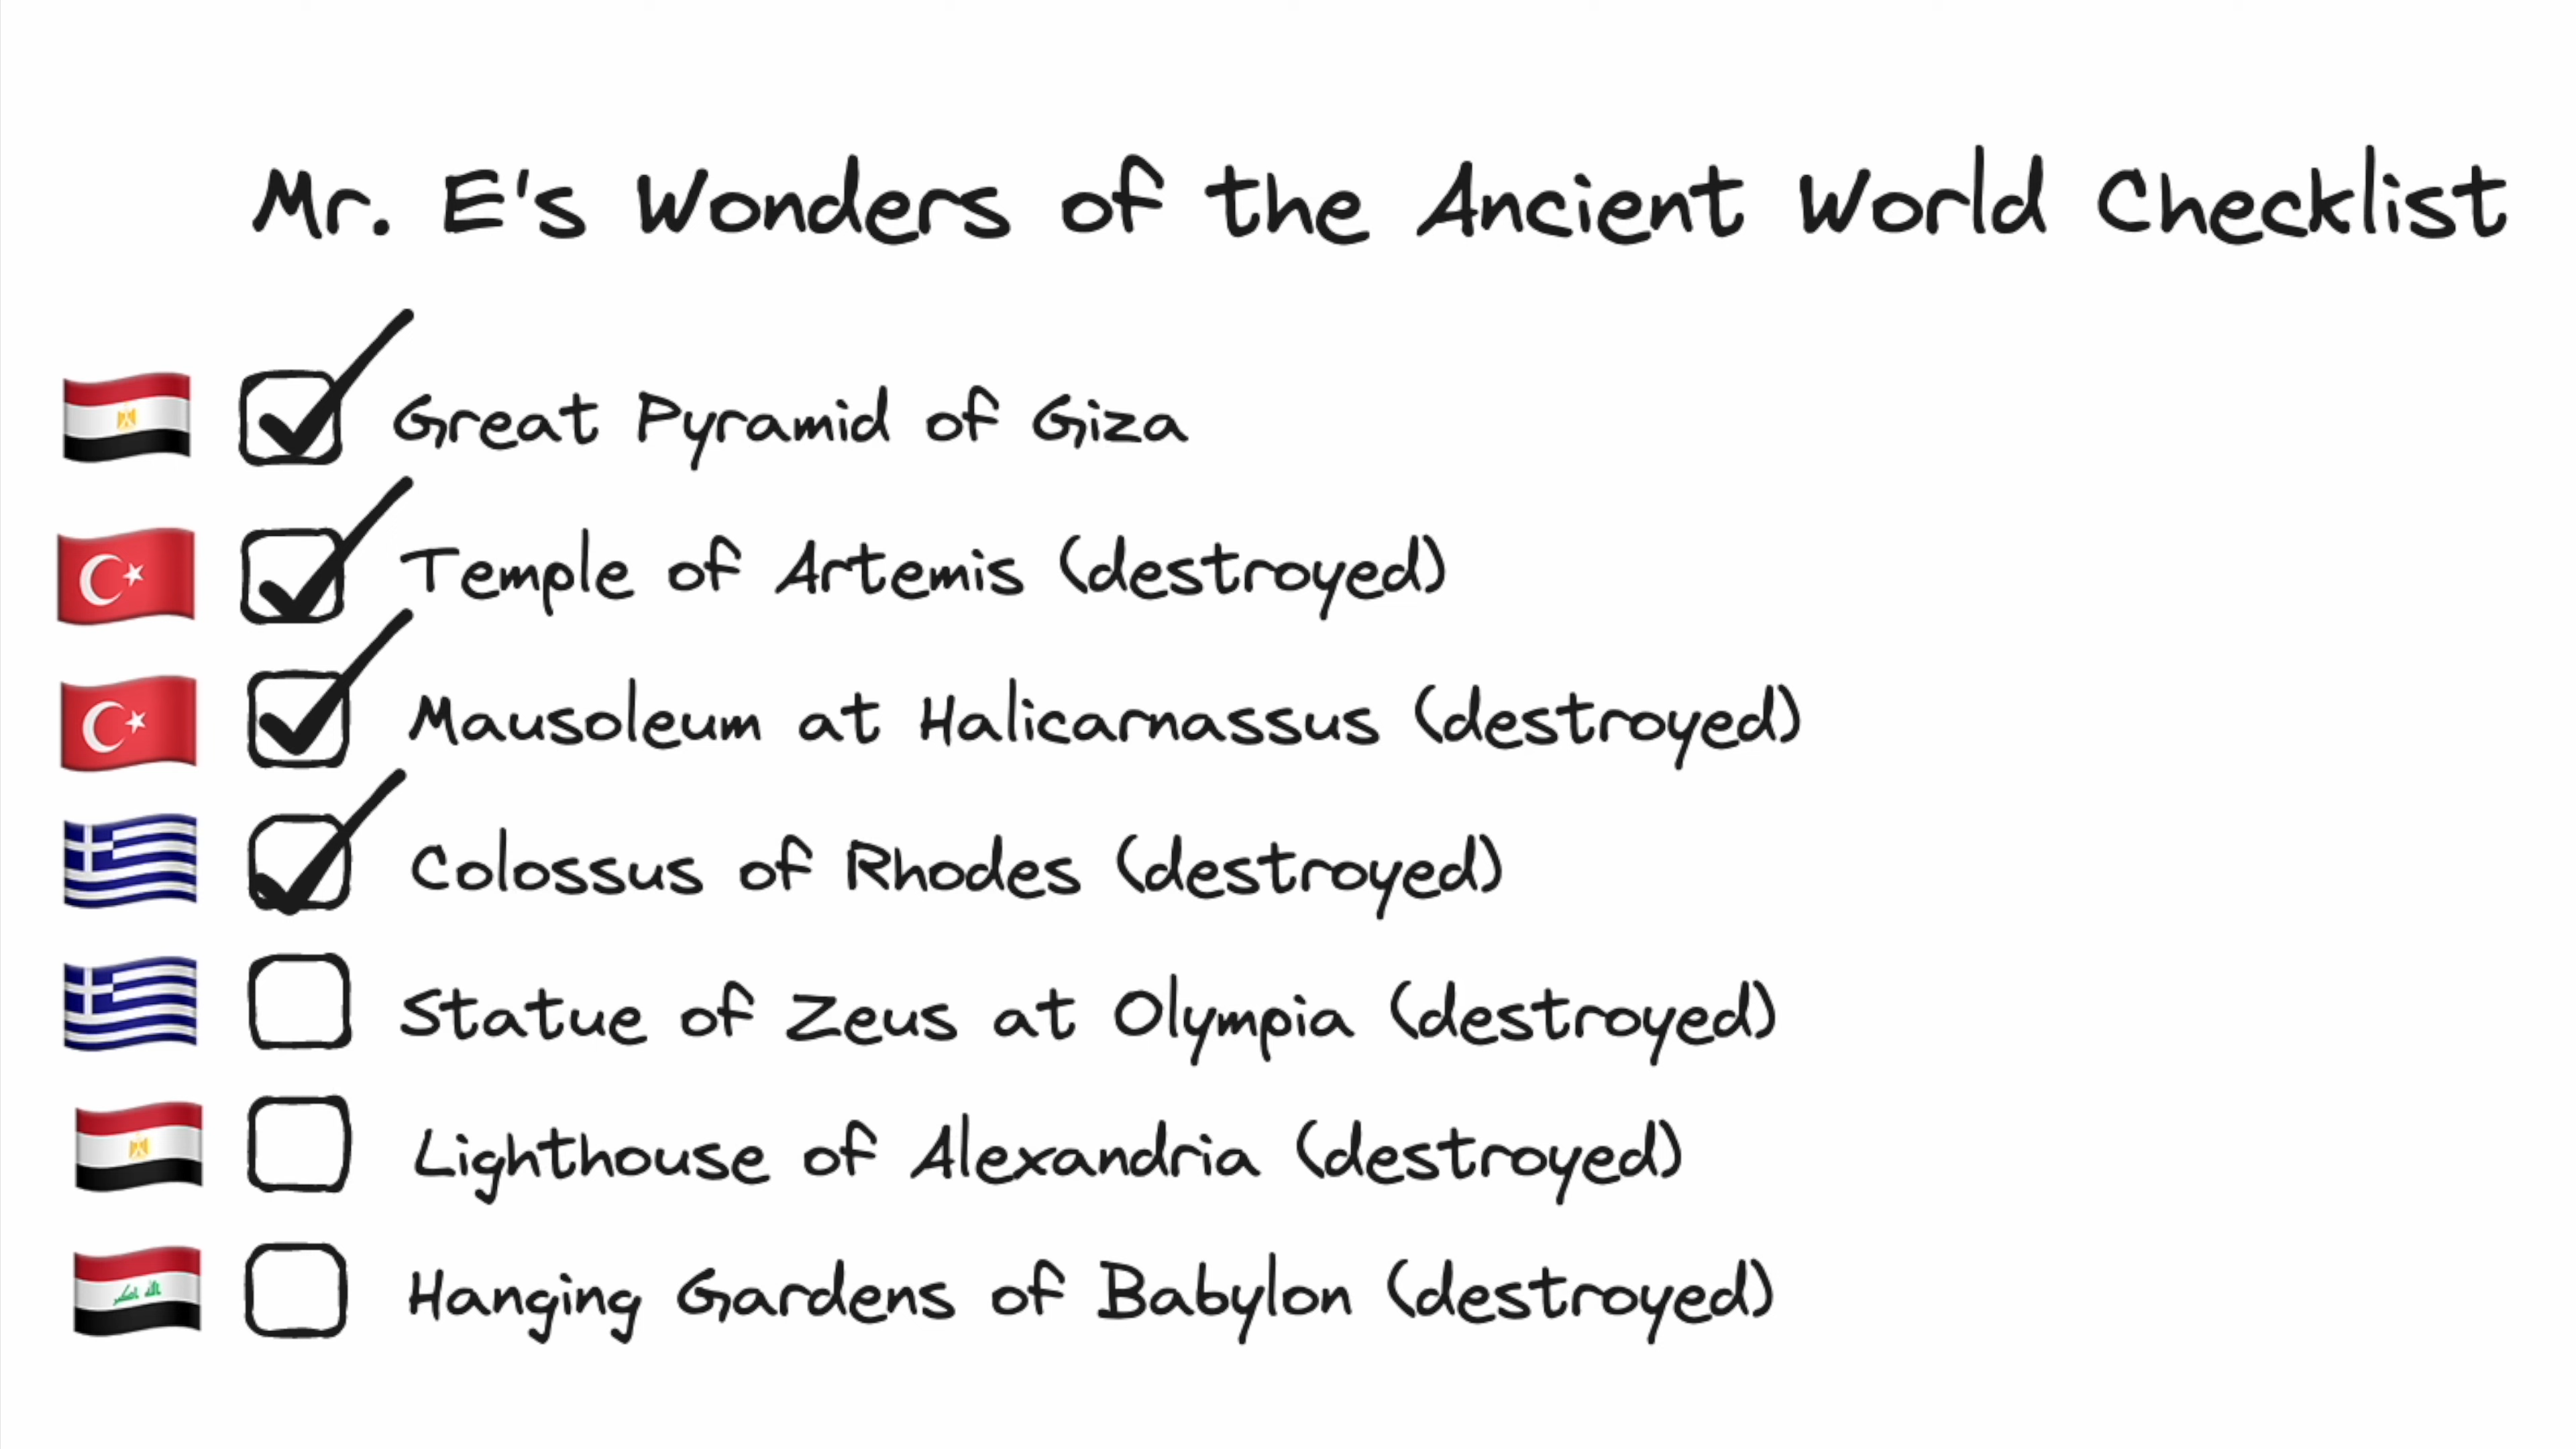 Mr. E's Wonders of the Ancient World Checklist
Great Pyramid of Giza
Temple of Artemis (destroyed)
Mausoleum at Halicarnassus (destroyed)
Colossus of Rhodes (destroyed)
Statue of Zeus at Olympia (destroyed)
Lighthouse of Alexandria (destroyed)
Hanging Gardens of Babylon (destroyed)